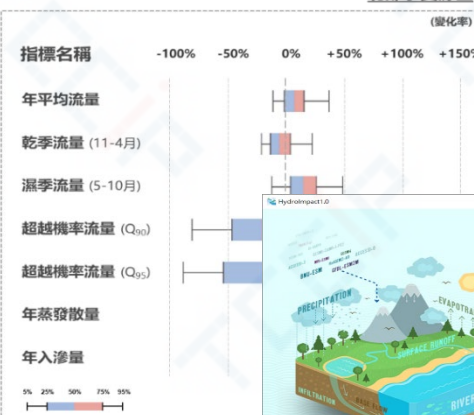 (變化率)
指標名稱 -100% -50% 0% +50% +100% +150%
年平均流量
乾季流量 (11-4月)
濕季流量 (5-10月)
HydroImpact1.0
超越機率流量 (Q₉₀)
超越機率流量 (Q₉₅)
年蒸發散量
年入滲量
5% 25% 50% 75% 95%
PRECIPITATION
SURFACE RUNOFF
INFILTRATION